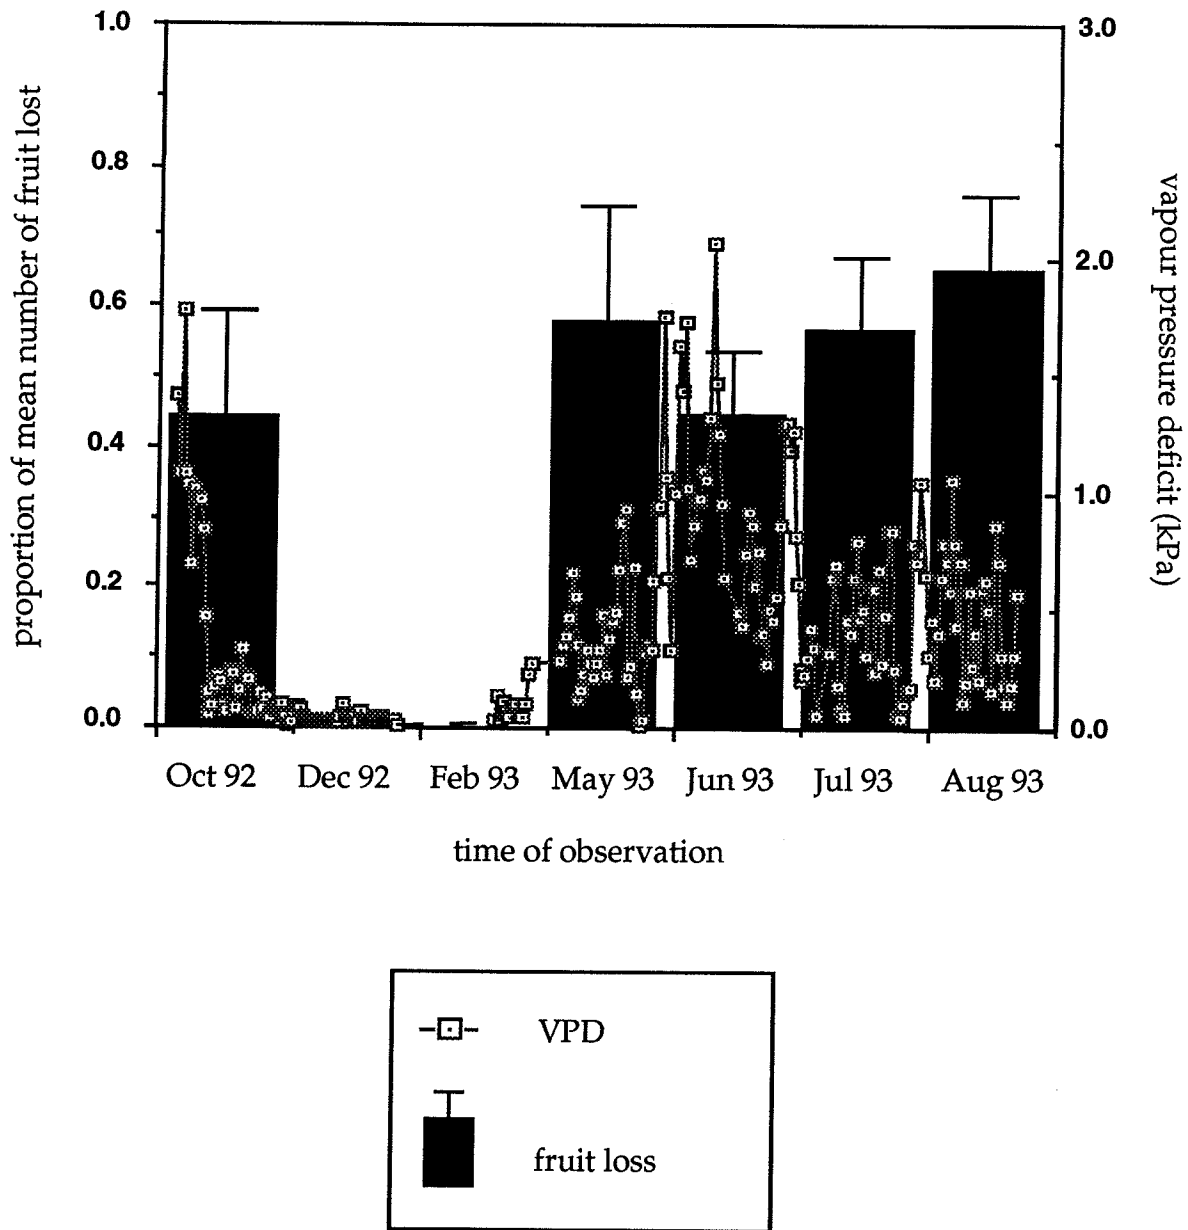 proportion of mean number of fruit lost
1.0
0.8
0.6
0.4
0.2
0.0
3.0
2.0
1.0
0.0
vapour pressure deficit (kPa)
Oct 92 Dec 92 Feb 93 May 93 Jun 93 Jul 93 Aug 93
time of observation
VPD
fruit loss